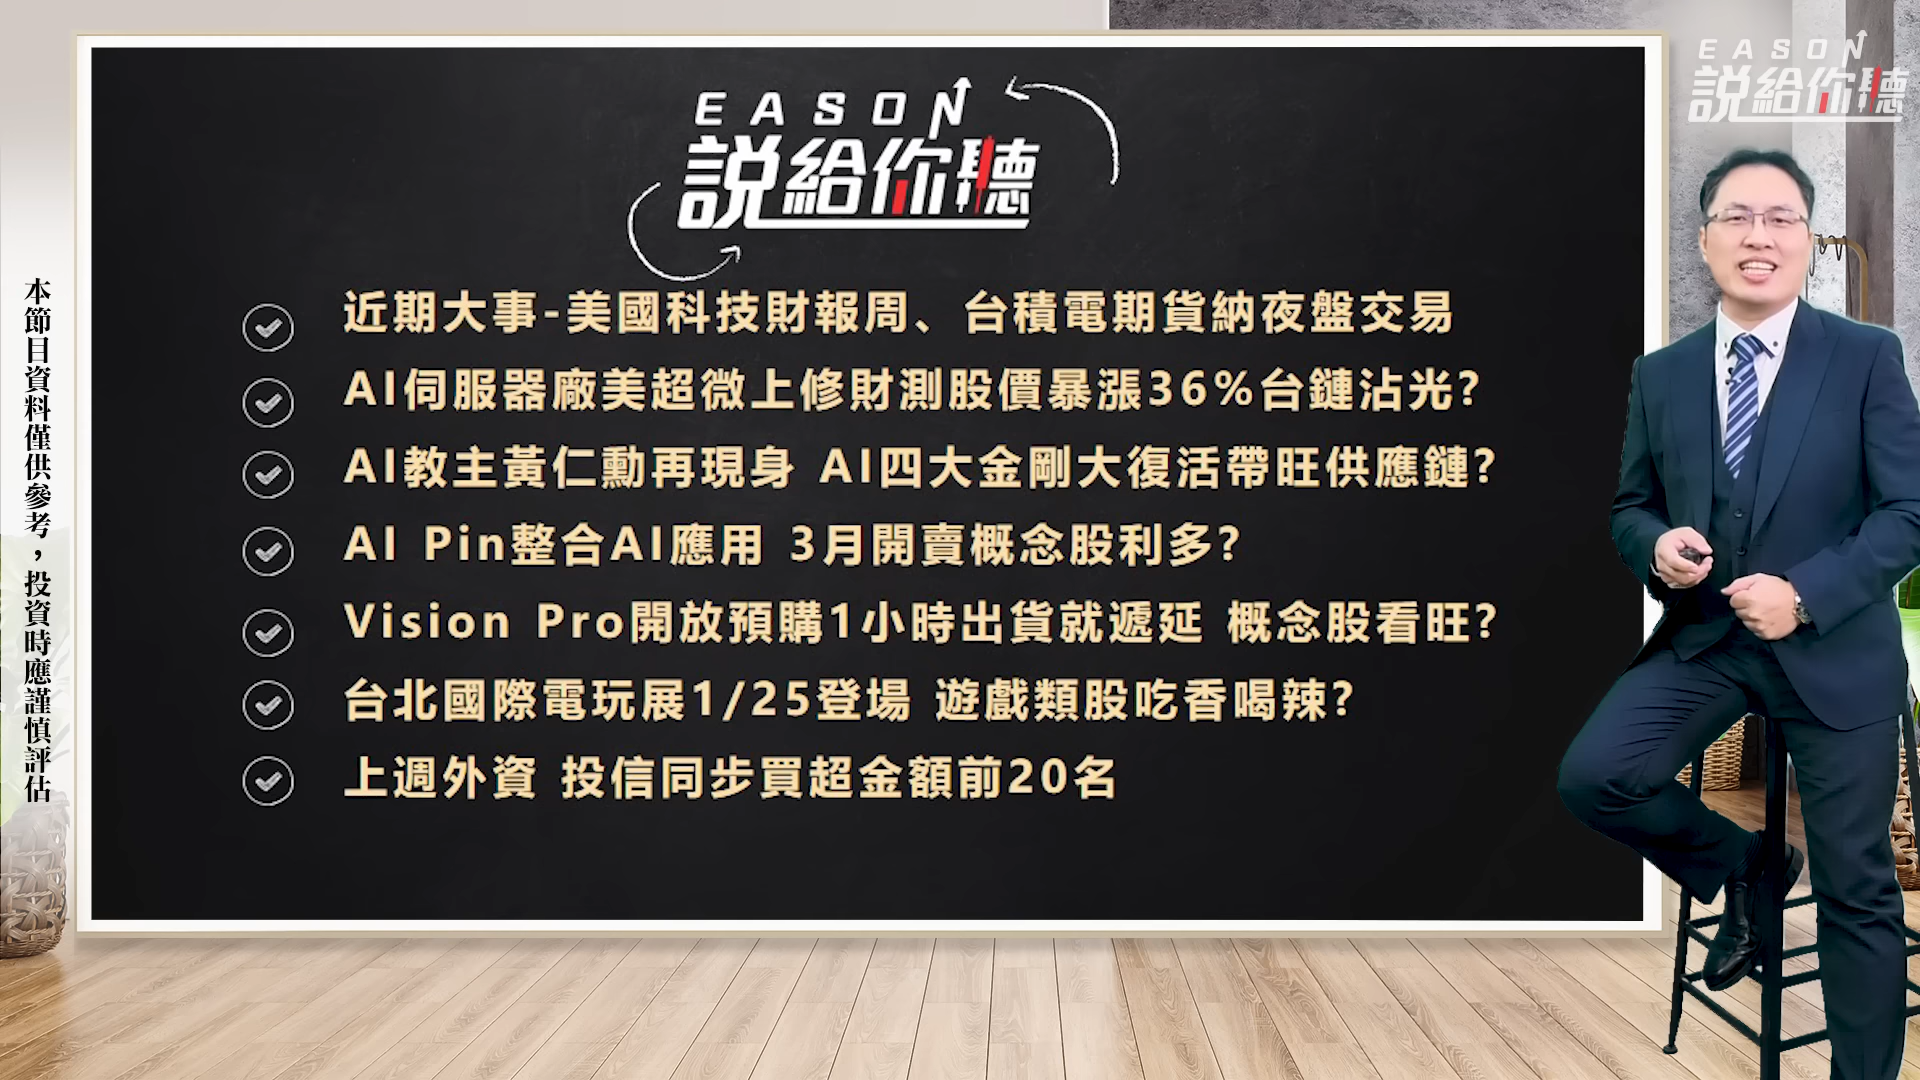 EASON
說給你聽
近期大事-美國科技財報周、台積電期貨納夜盤交易
AI伺服器廠美超微上修財測股價暴漲36%台鏈沾光?
AI教主黃仁勳再現身 AI四大金剛大復活帶旺供應鏈?
AI Pin整合AI應用 3月開賣概念股利多?
Vision Pro開放預購1小時出貨就遞延 概念股看旺?
台北國際電玩展1/25登場 遊戲類股吃香喝辣?
上週外資 投信同步買超金額前20名
本節目資料僅供參考，投資時應謹慎評估
EASON
說給你聽